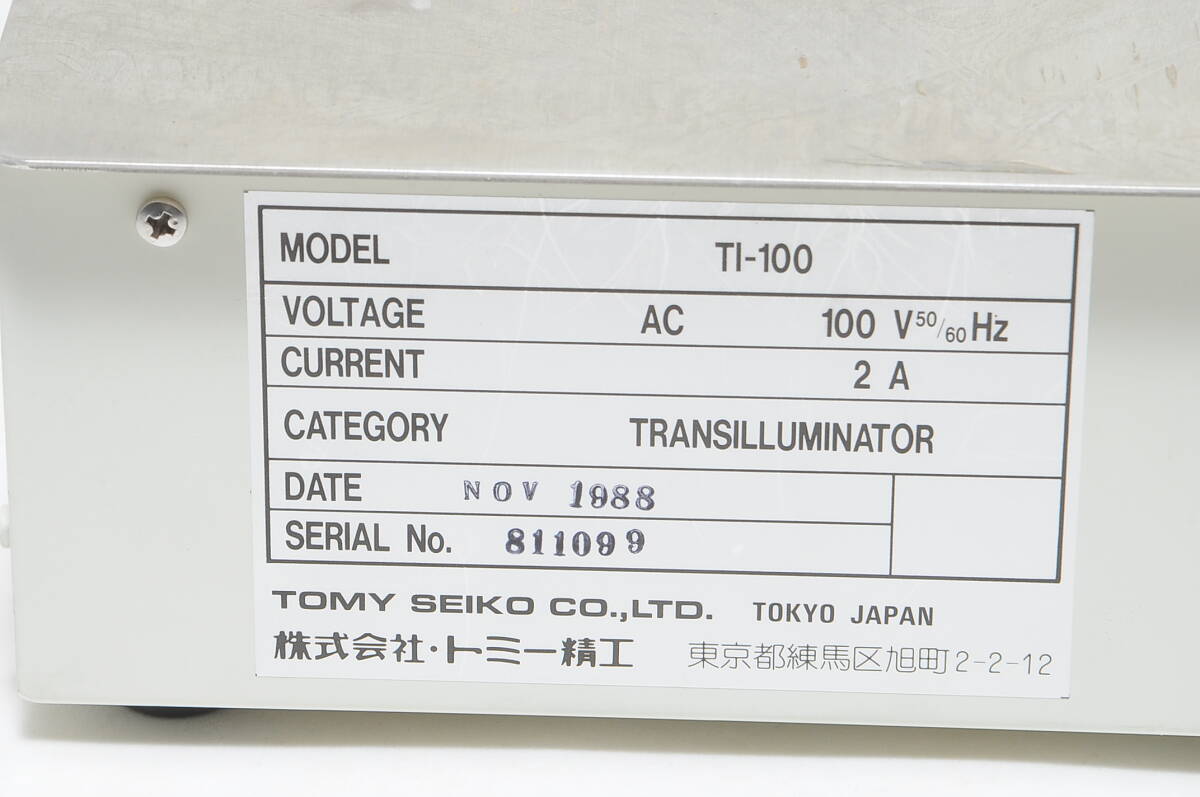 MODEL TI-100
VOLTAGE AC 100 V 50/60 Hz
CURRENT 2 A
CATEGORY TRANSILLUMINATOR
DATE NOV 1988
SERIAL No. 811099
TOMY SEIKO CO.,LTD. TOKYO JAPAN
株式会社・トミー精工 東京都練馬区旭町2-2-12